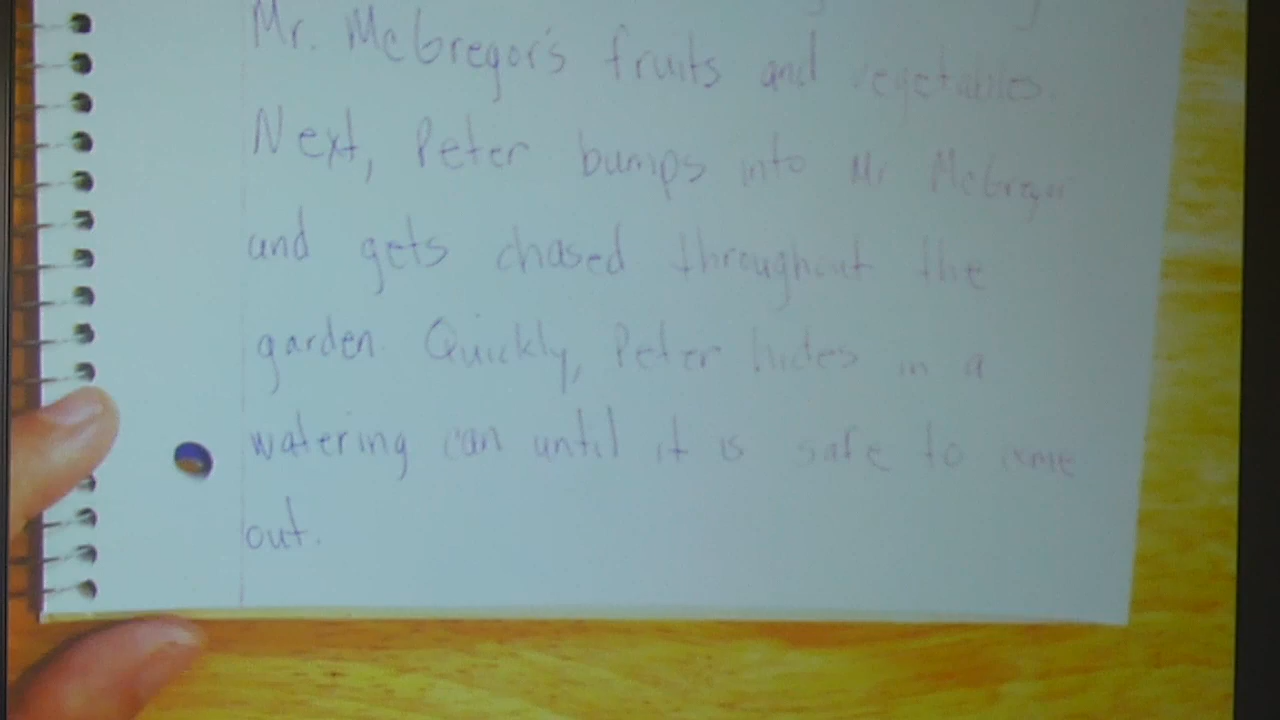 Mr. McGregor's fruits and vegetables.
Next, Peter bumps into Mr McGregor
and gets chased throughout the
garden. Quickly, Peter hides in a
watering can until it is safe to come
out.